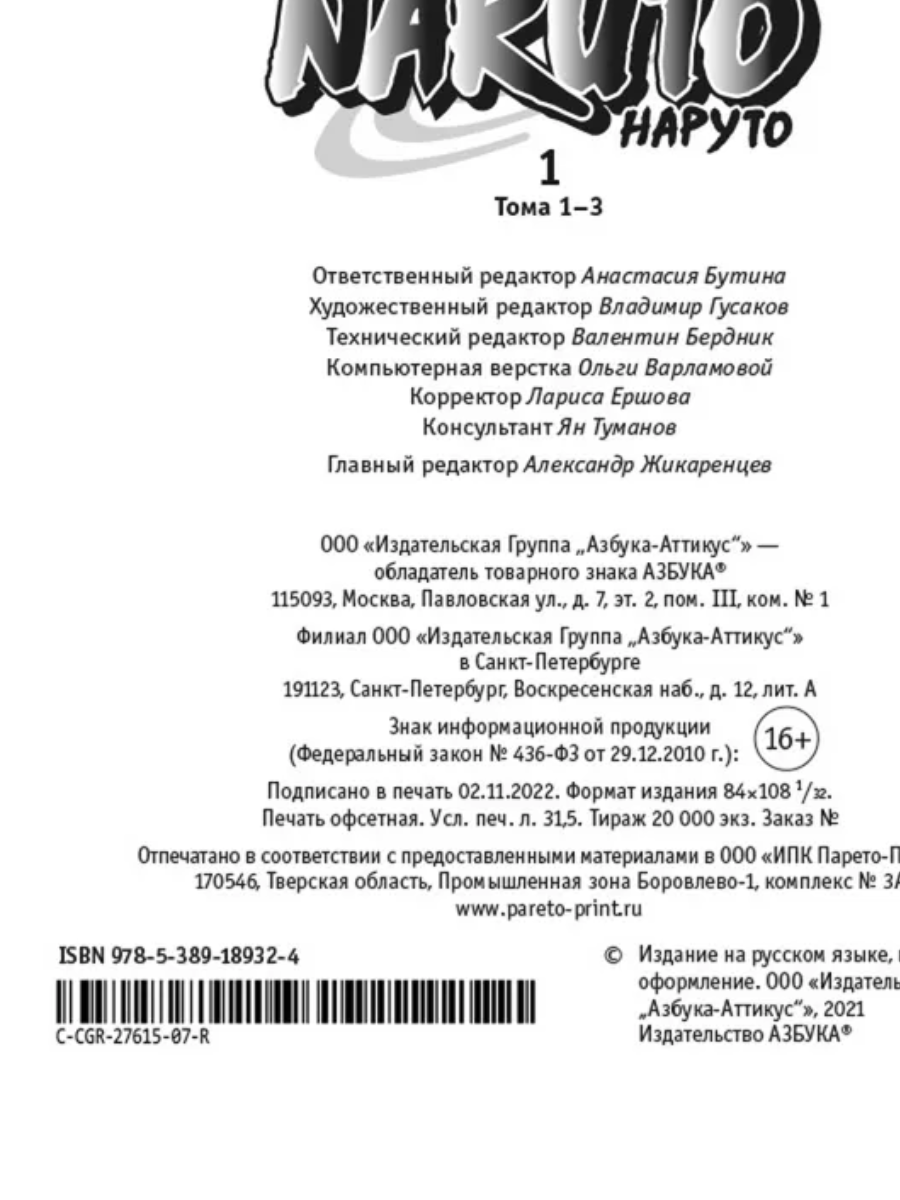 NARUTO
НАРУТО
1
Тома 1–3
Ответственный редактор Анастасия Бутина
Художественный редактор Владимир Гусаков
Технический редактор Валентин Бердник
Компьютерная верстка Ольги Варламовой
Корректор Лариса Ершова
Консультант Ян Туманов
Главный редактор Александр Жикаренцев
ООО «Издательская Группа „Азбука-Аттикус“» —
обладатель товарного знака АЗБУКА®
115093, Москва, Павловская ул., д. 7, эт. 2, пом. III, ком. № 1
Филиал ООО «Издательская Группа „Азбука-Аттикус“»
в Санкт-Петербурге
191123, Санкт-Петербург, Воскресенская наб., д. 12, лит. А
Знак информационной продукции
(Федеральный закон № 436-ФЗ от 29.12.2010 г.): 16+
Подписано в печать 02.11.2022. Формат издания 84×108 1/32.
Печать офсетная. Усл. печ. л. 31,5. Тираж 20 000 экз. Заказ №
Отпечатано в соответствии с предоставленными материалами в ООО «ИПК Парето-П
170546, Тверская область, Промышленная зона Боровлево-1, комплекс № 3А
www.pareto-print.ru
ISBN 978-5-389-18932-4
C-CGR-27615-07-R
© Издание на русском языке,
оформление. ООО «Издатель
„Азбука-Аттикус“», 2021
Издательство АЗБУКА®